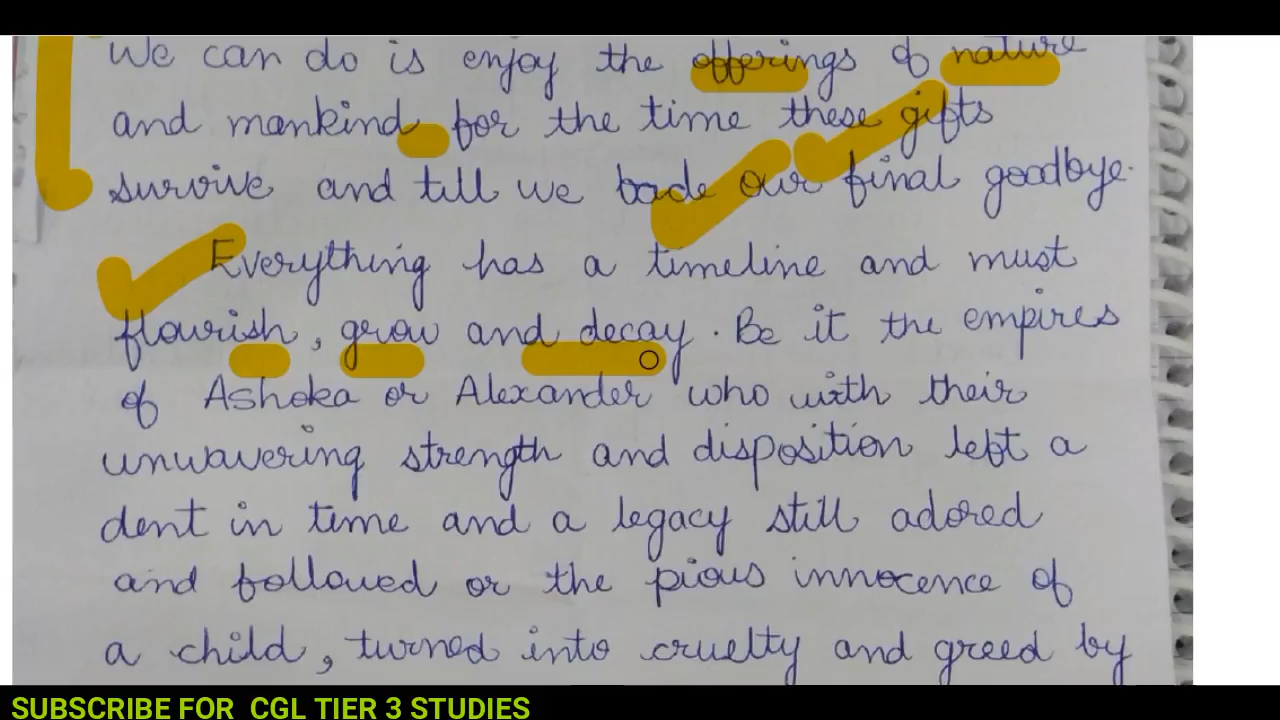 We can do is enjoy the offerings of nature
and mankind for the time these gifts
survive and till we bade our final goodbye.
Everything has a timeline and must
flourish, grow and decay. Be it the empires
of Ashoka or Alexander who with their
unwavering strength and disposition left a
dent in time and a legacy still adored
and followed or the pious innocence of
a child, turned into cruelty and greed by
SUBSCRIBE FOR CGL TIER 3 STUDIES